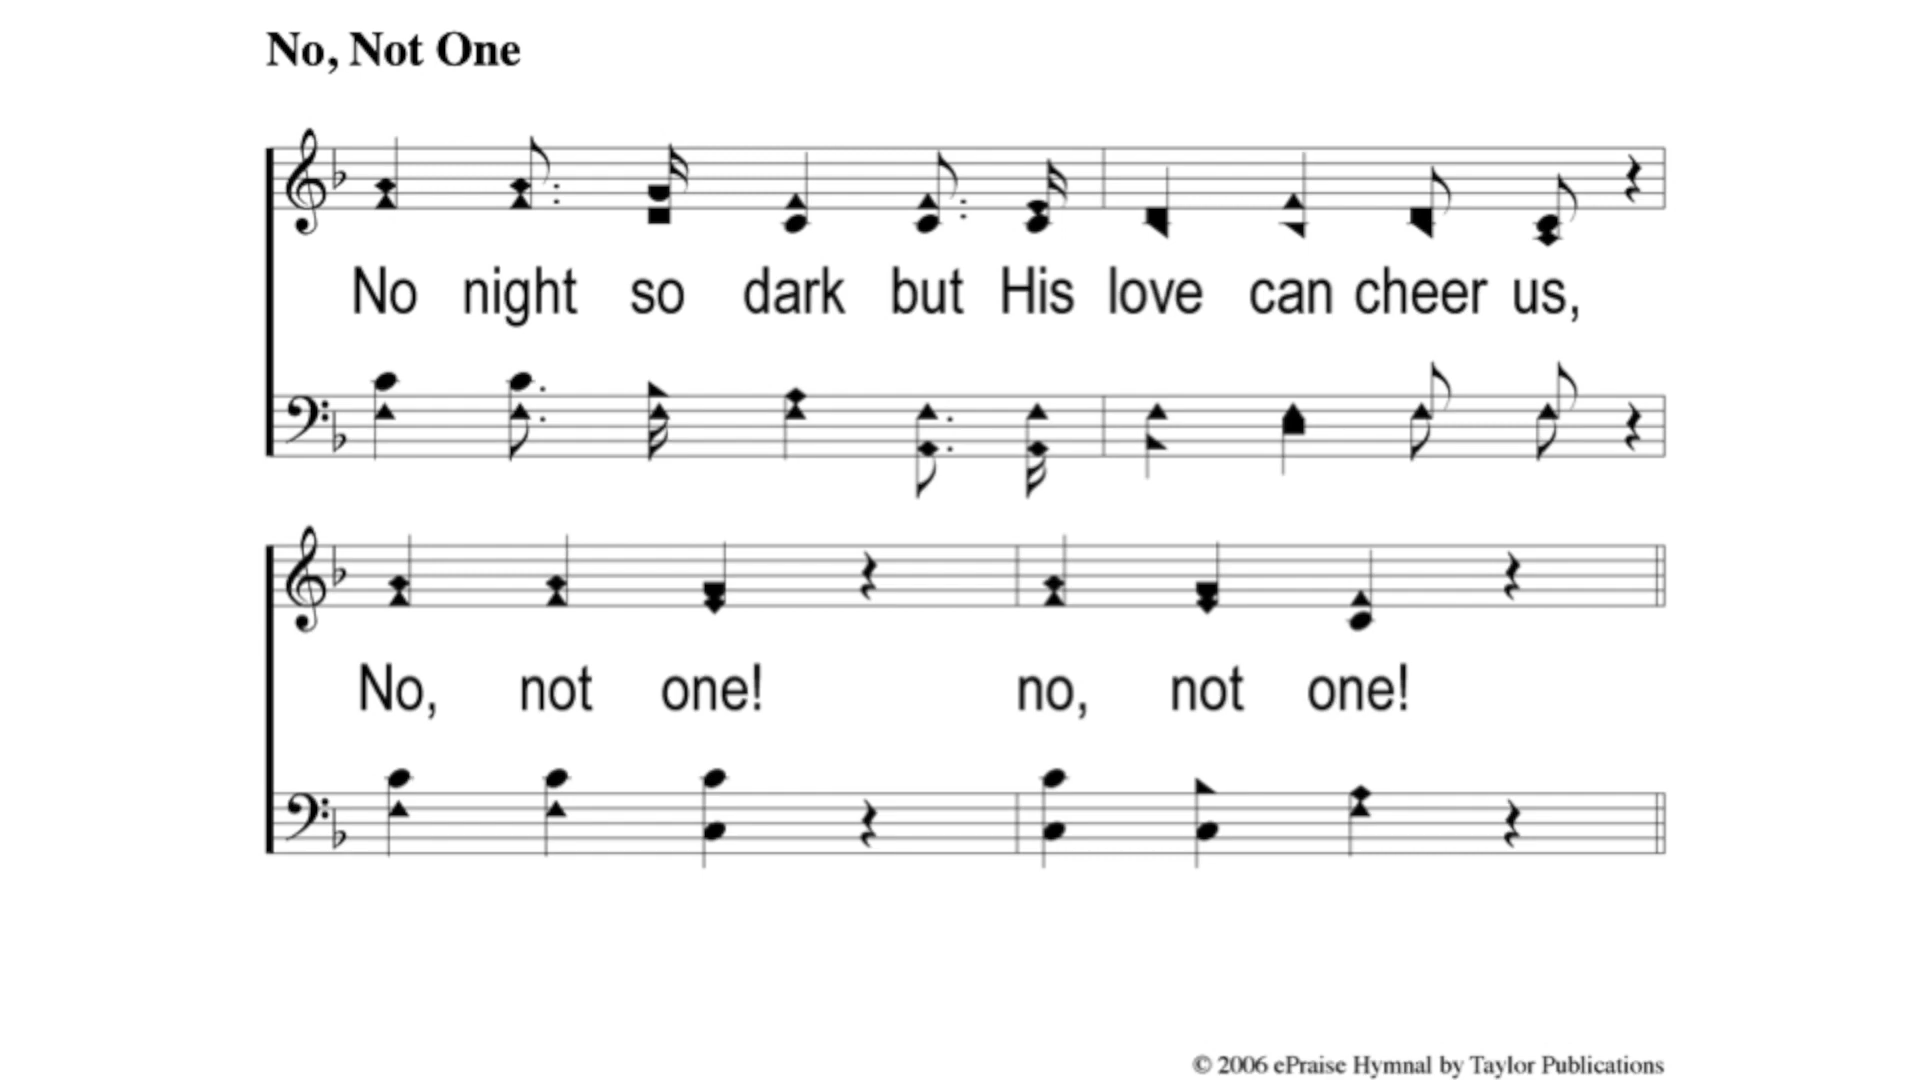 No, Not One
No night so dark but His love can cheer us,
No, not one! no, not one!
© 2006 ePraise Hymnal by Taylor Publications